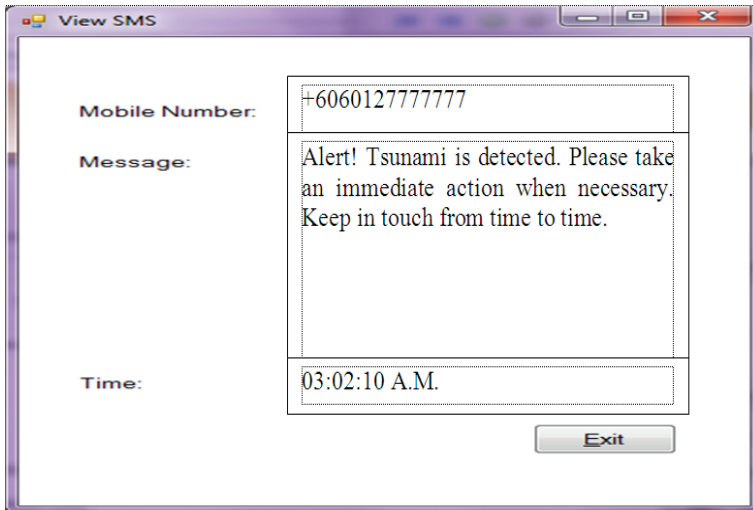 View SMS
Mobile Number: +6060127777777
Message: Alert! Tsunami is detected. Please take
an immediate action when necessary.
Keep in touch from time to time.
Time: 03:02:10 A.M.
Exit